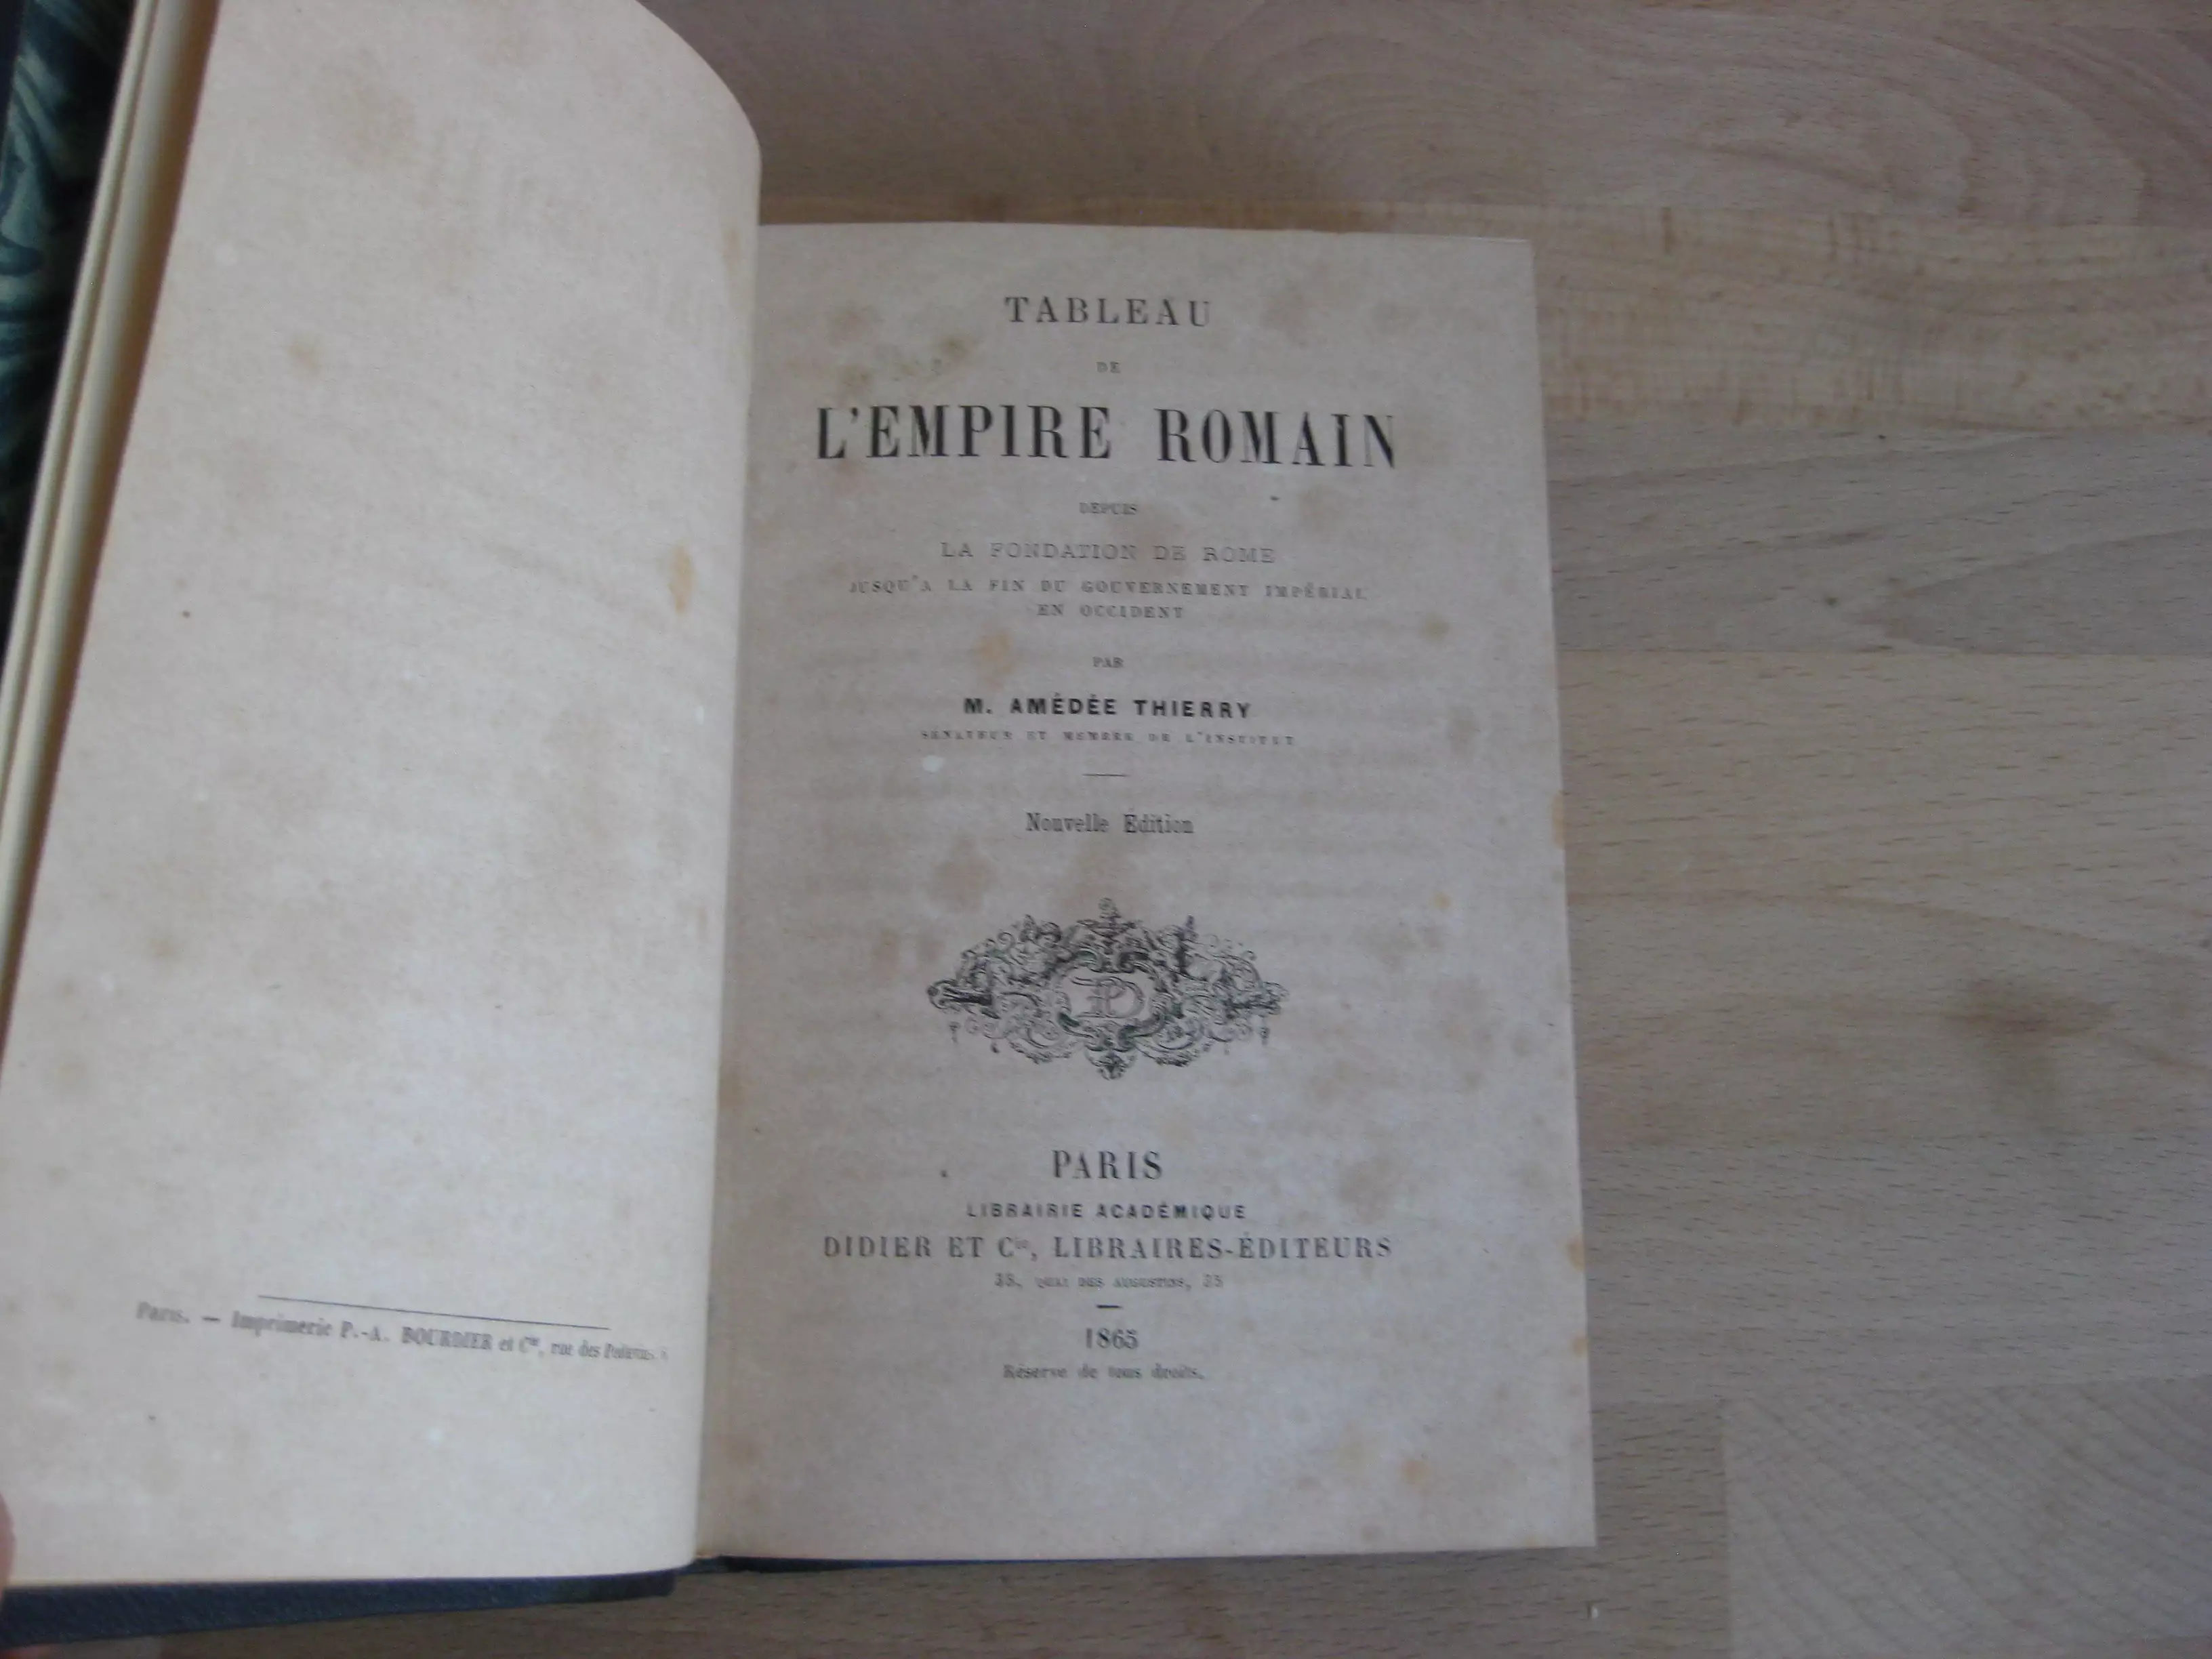 Paris. — Imprimerie P.-A. BOURDIER et Cie, rue des
TABLEAU
DE
L'EMPIRE ROMAIN
DEPUIS
LA FONDATION DE ROME
JUSQU'A LA FIN DU GOUVERNEMENT IMPÉRIAL
EN OCCIDENT
PAR
M. AMÉDÉE THIERRY
SÉNATEUR ET MEMBRE DE L'INSTITUT
Nouvelle Édition
PARIS
LIBRAIRIE ACADÉMIQUE
DIDIER ET Cie, LIBRAIRES-ÉDITEURS
35, QUAI DES AUGUSTINS, 35
1865
Réserve de tous droits.